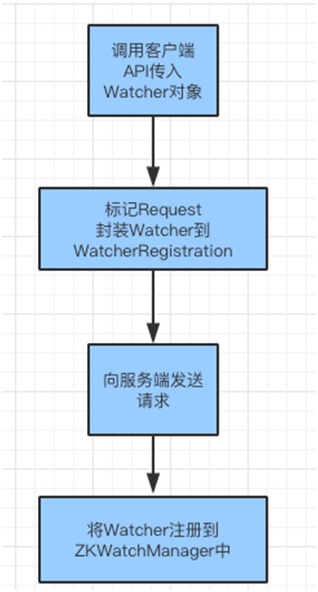 调用客户端
API传入
Watcher对象
标记Request
封装Watcher到
WatcherRegistration
向服务端发送
请求
将Watcher注册到
ZKWatchManager中